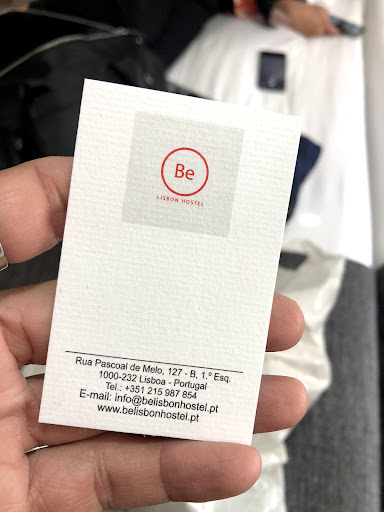 Be
LISBON HOSTEL
Rua Pascoal de Melo, 127 - B, 1.º Esq.
1000-232 Lisboa - Portugal
Tel.: +351 215 987 854
E-mail: info@belisbonhostel.pt
www.belisbonhostel.pt